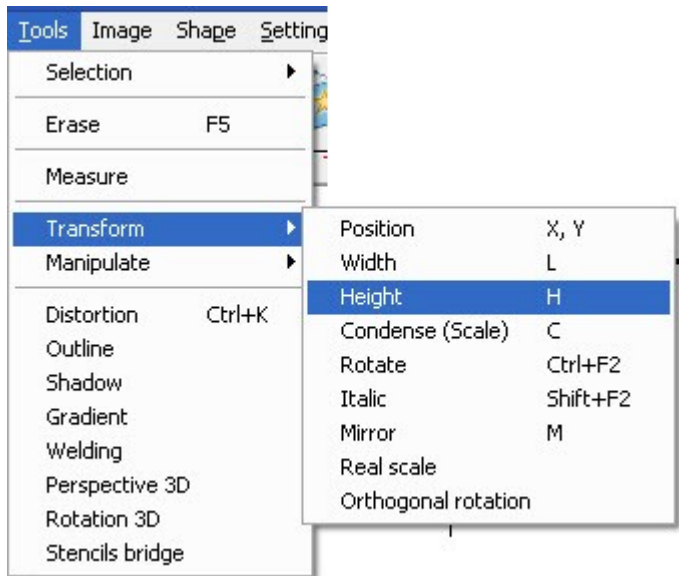 Tools Image Shape Setting
Selection
Erase F5
Measure
Transform
Manipulate
Distortion Ctrl+K
Outline
Shadow
Gradient
Welding
Perspective 3D
Rotation 3D
Stencils bridge
Position X, Y
Width L
Height H
Condense (Scale) C
Rotate Ctrl+F2
Italic Shift+F2
Mirror M
Real scale
Orthogonal rotation